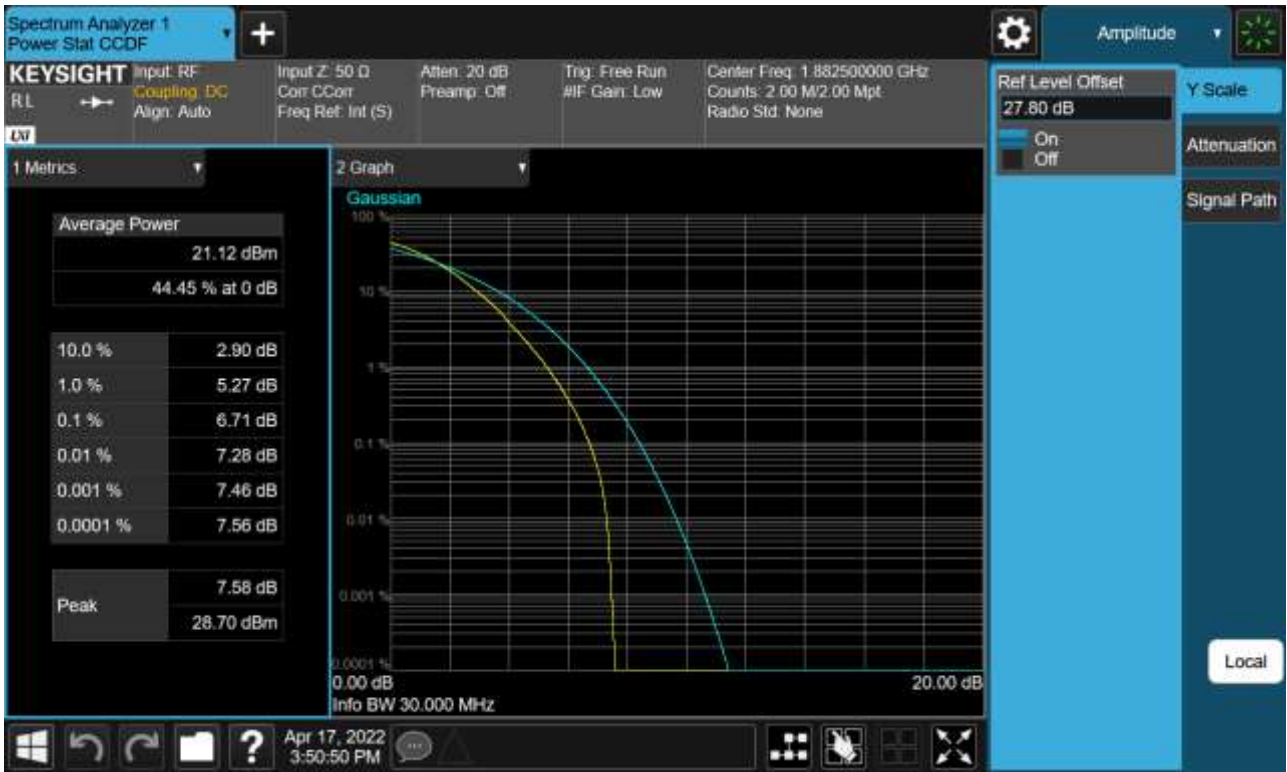 Spectrum Analyzer 1
Power Stat CCDF
Amplitude
KEYSIGHT
RL
LXI
Input: RF
Coupling: DC
Align: Auto
Input Z: 50 Ω
Corr CCorr
Freq Ref: Int (S)
Atten: 20 dB
Preamp: Off
Trig: Free Run
#IF Gain: Low
Center Freq: 1.882500000 GHz
Counts: 2.00 M/2.00 Mpt
Radio Std: None
Ref Level Offset
27.80 dB
On
Off
Y Scale
Attenuation
Signal Path
Local
1 Metrics
Average Power
21.12 dBm
44.45 % at 0 dB
10.0 % 2.90 dB
1.0 % 5.27 dB
0.1 % 6.71 dB
0.01 % 7.28 dB
0.001 % 7.46 dB
0.0001 % 7.56 dB
Peak
7.58 dB
28.70 dBm
2 Graph
Gaussian
100 %
10 %
1 %
0.1 %
0.01 %
0.001 %
0.0001 %
0.00 dB 20.00 dB
Info BW 30.000 MHz
?
Apr 17, 2022
3:50:50 PM